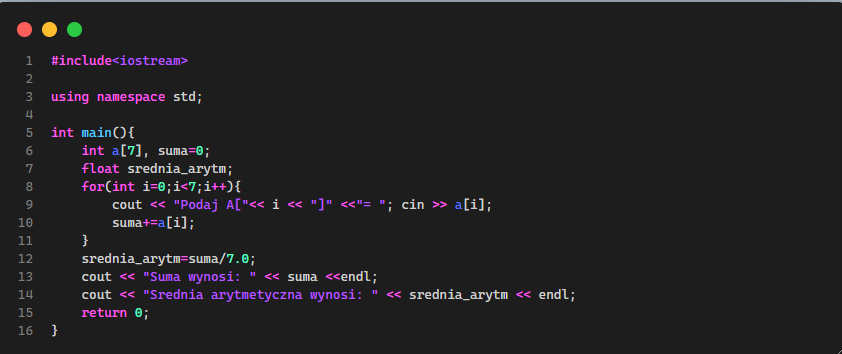 1 #include<iostream>
2
3 using namespace std;
4
5 int main(){
6     int a[7], suma=0;
7     float srednia_arytm;
8     for(int i=0;i<7;i++){
9         cout << "Podaj A["<< i << "]" <<"= "; cin >> a[i];
10         suma+=a[i];
11     }
12     srednia_arytm=suma/7.0;
13     cout << "Suma wynosi: " << suma <<endl;
14     cout << "Srednia arytmetyczna wynosi: " << srednia_arytm << endl;
15     return 0;
16 }